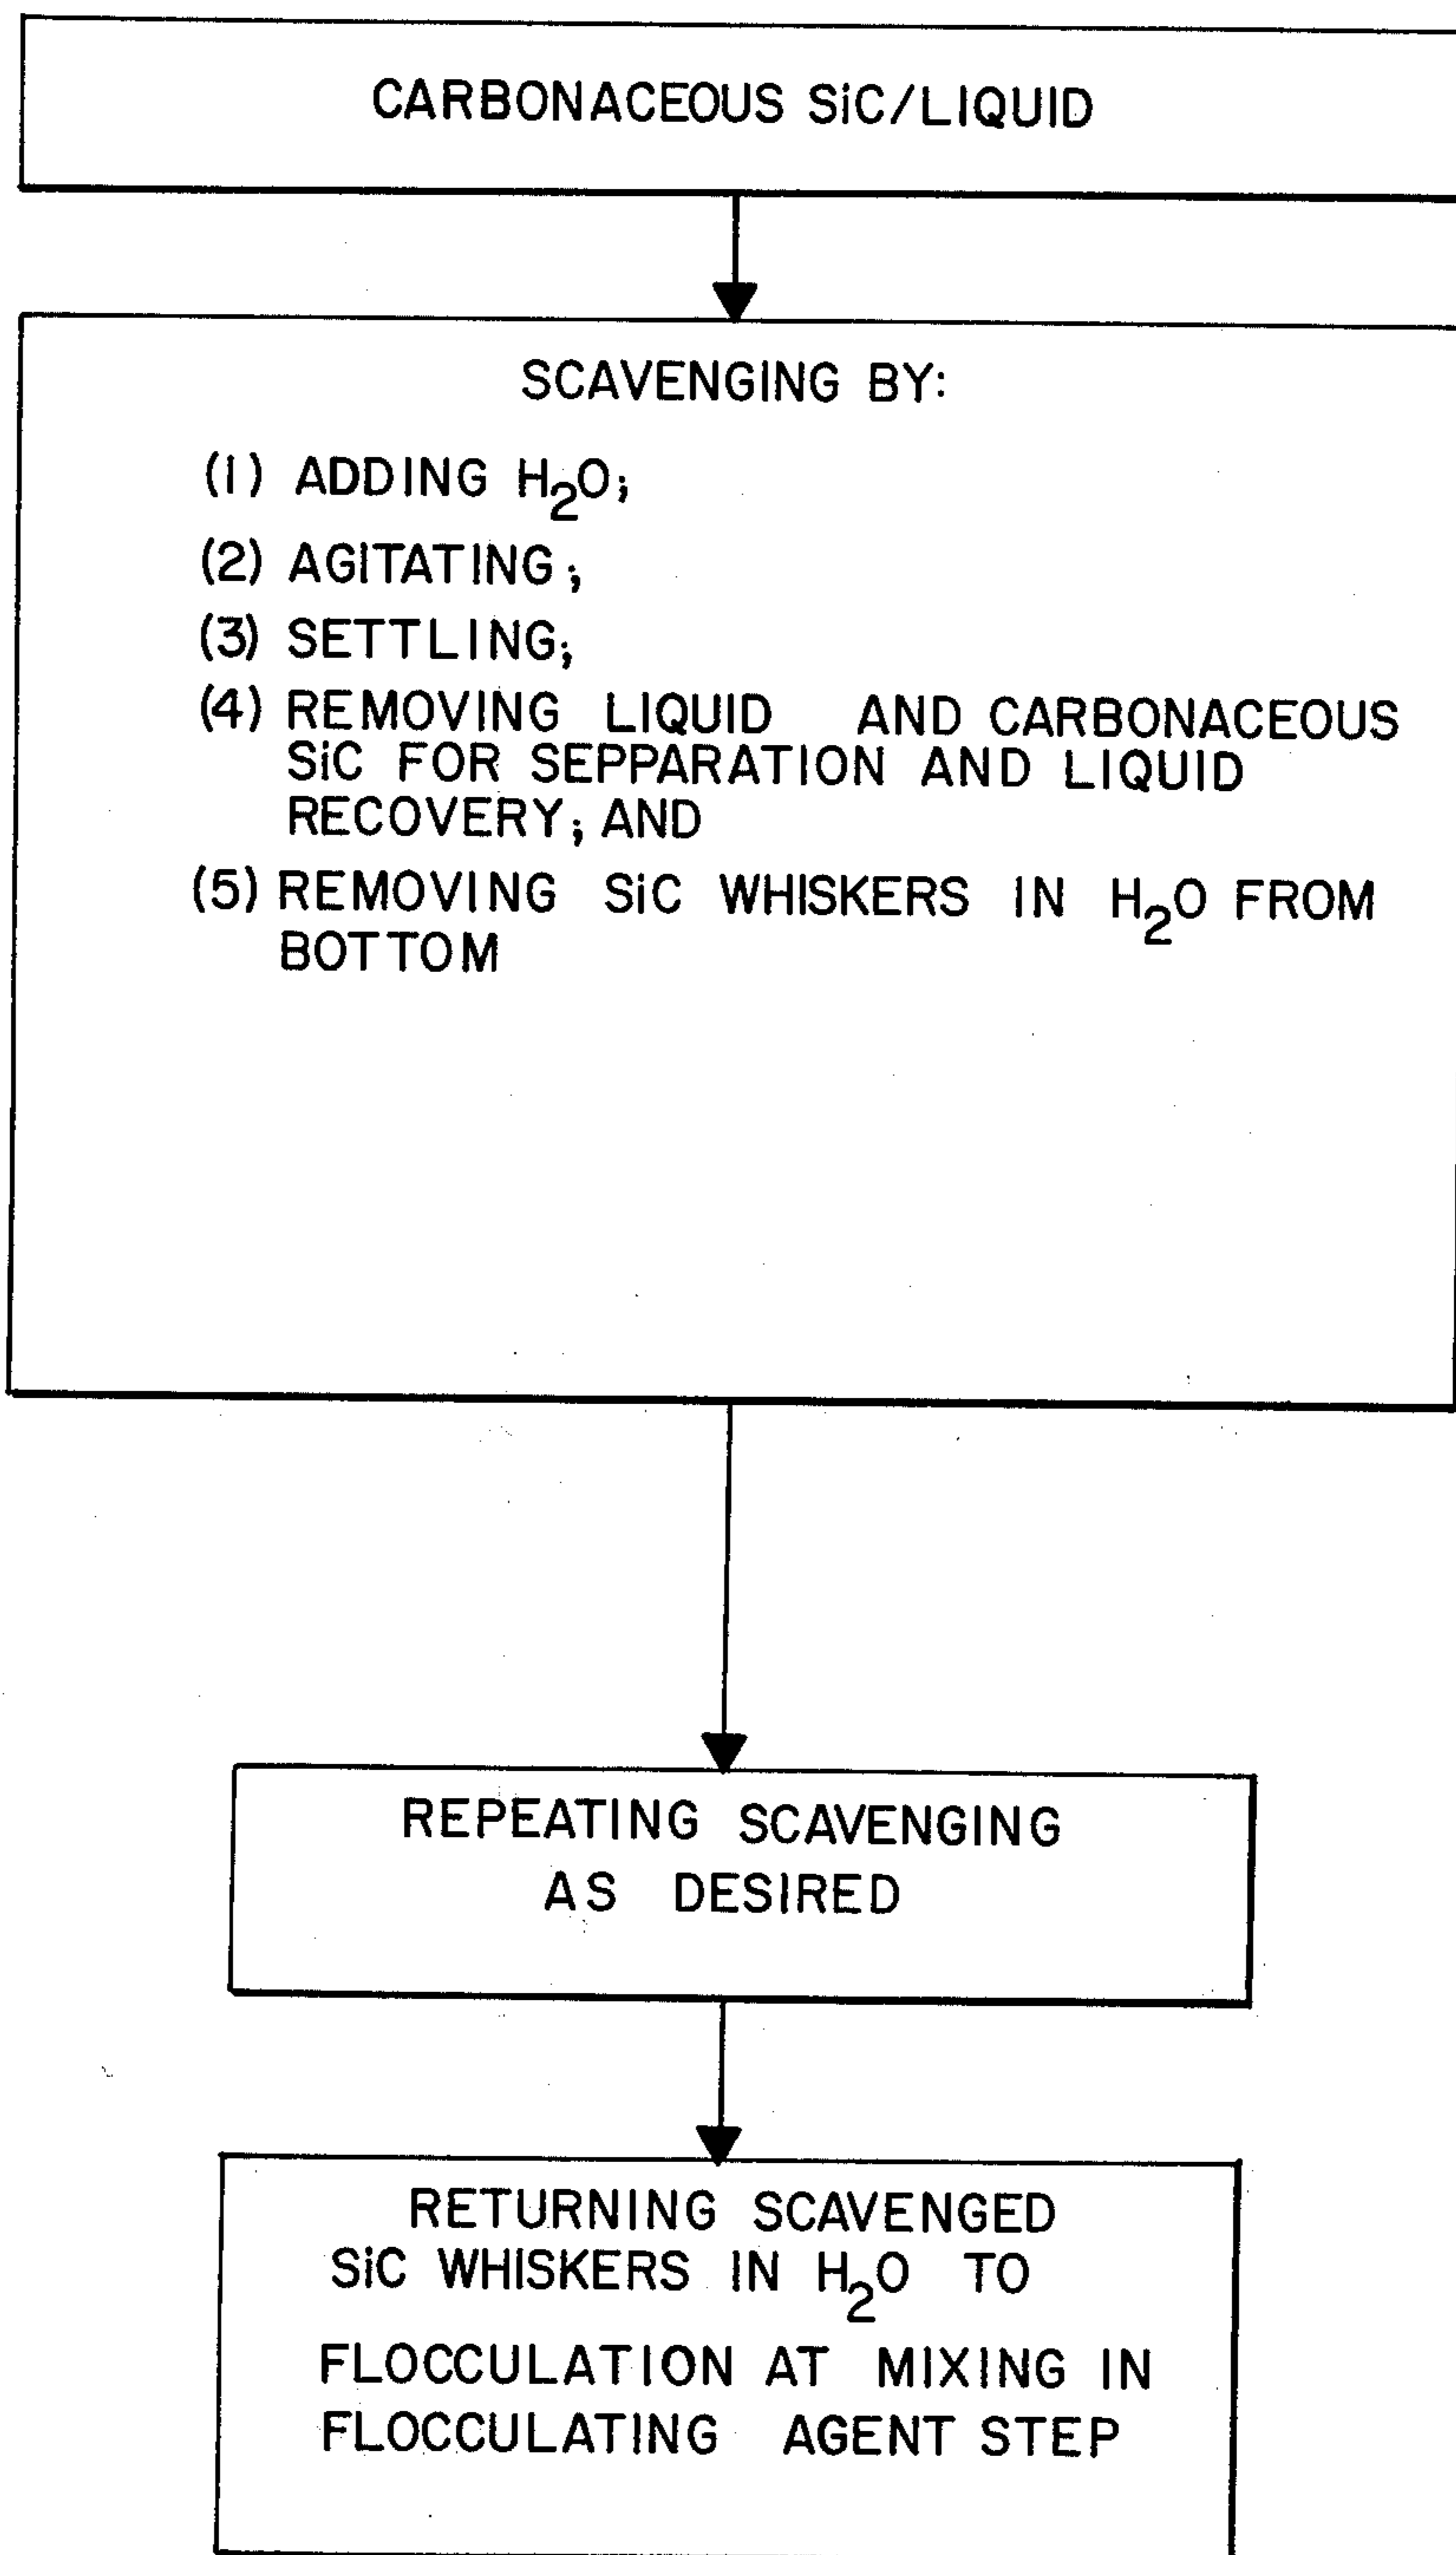 CARBONACEOUS SiC/LIQUID
SCAVENGING BY:
(1) ADDING H2O;
(2) AGITATING;
(3) SETTLING;
(4) REMOVING LIQUID AND CARBONACEOUS
SiC FOR SEPPARATION AND LIQUID
RECOVERY; AND
(5) REMOVING SiC WHISKERS IN H2O FROM
BOTTOM
REPEATING SCAVENGING
AS DESIRED
RETURNING SCAVENGED
SiC WHISKERS IN H2O TO
FLOCCULATION AT MIXING IN
FLOCCULATING AGENT STEP